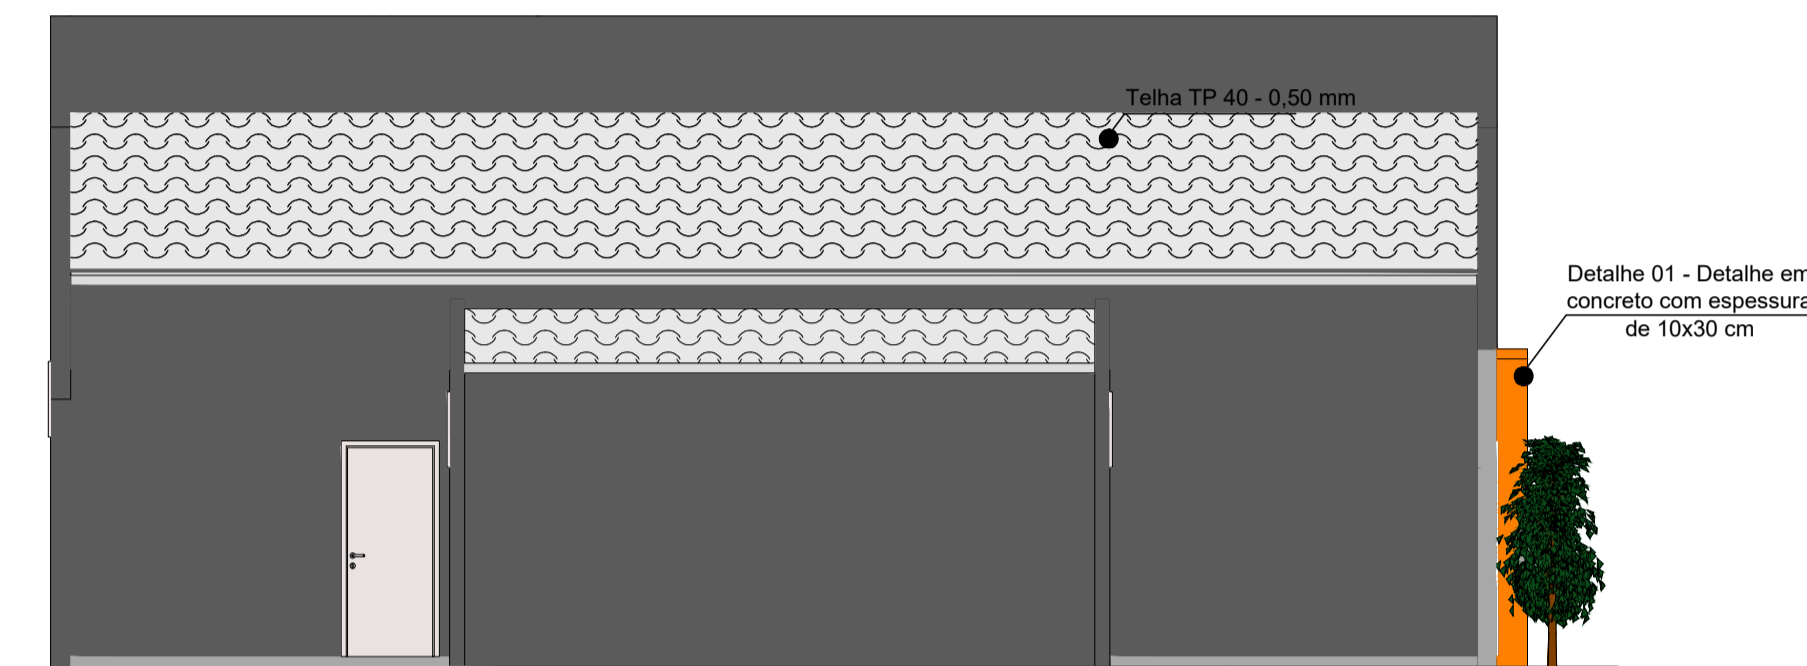 Telha TP 40 - 0,50 mm
Detalhe 01 - Detalhe em
concreto com espessura
de 10x30 cm